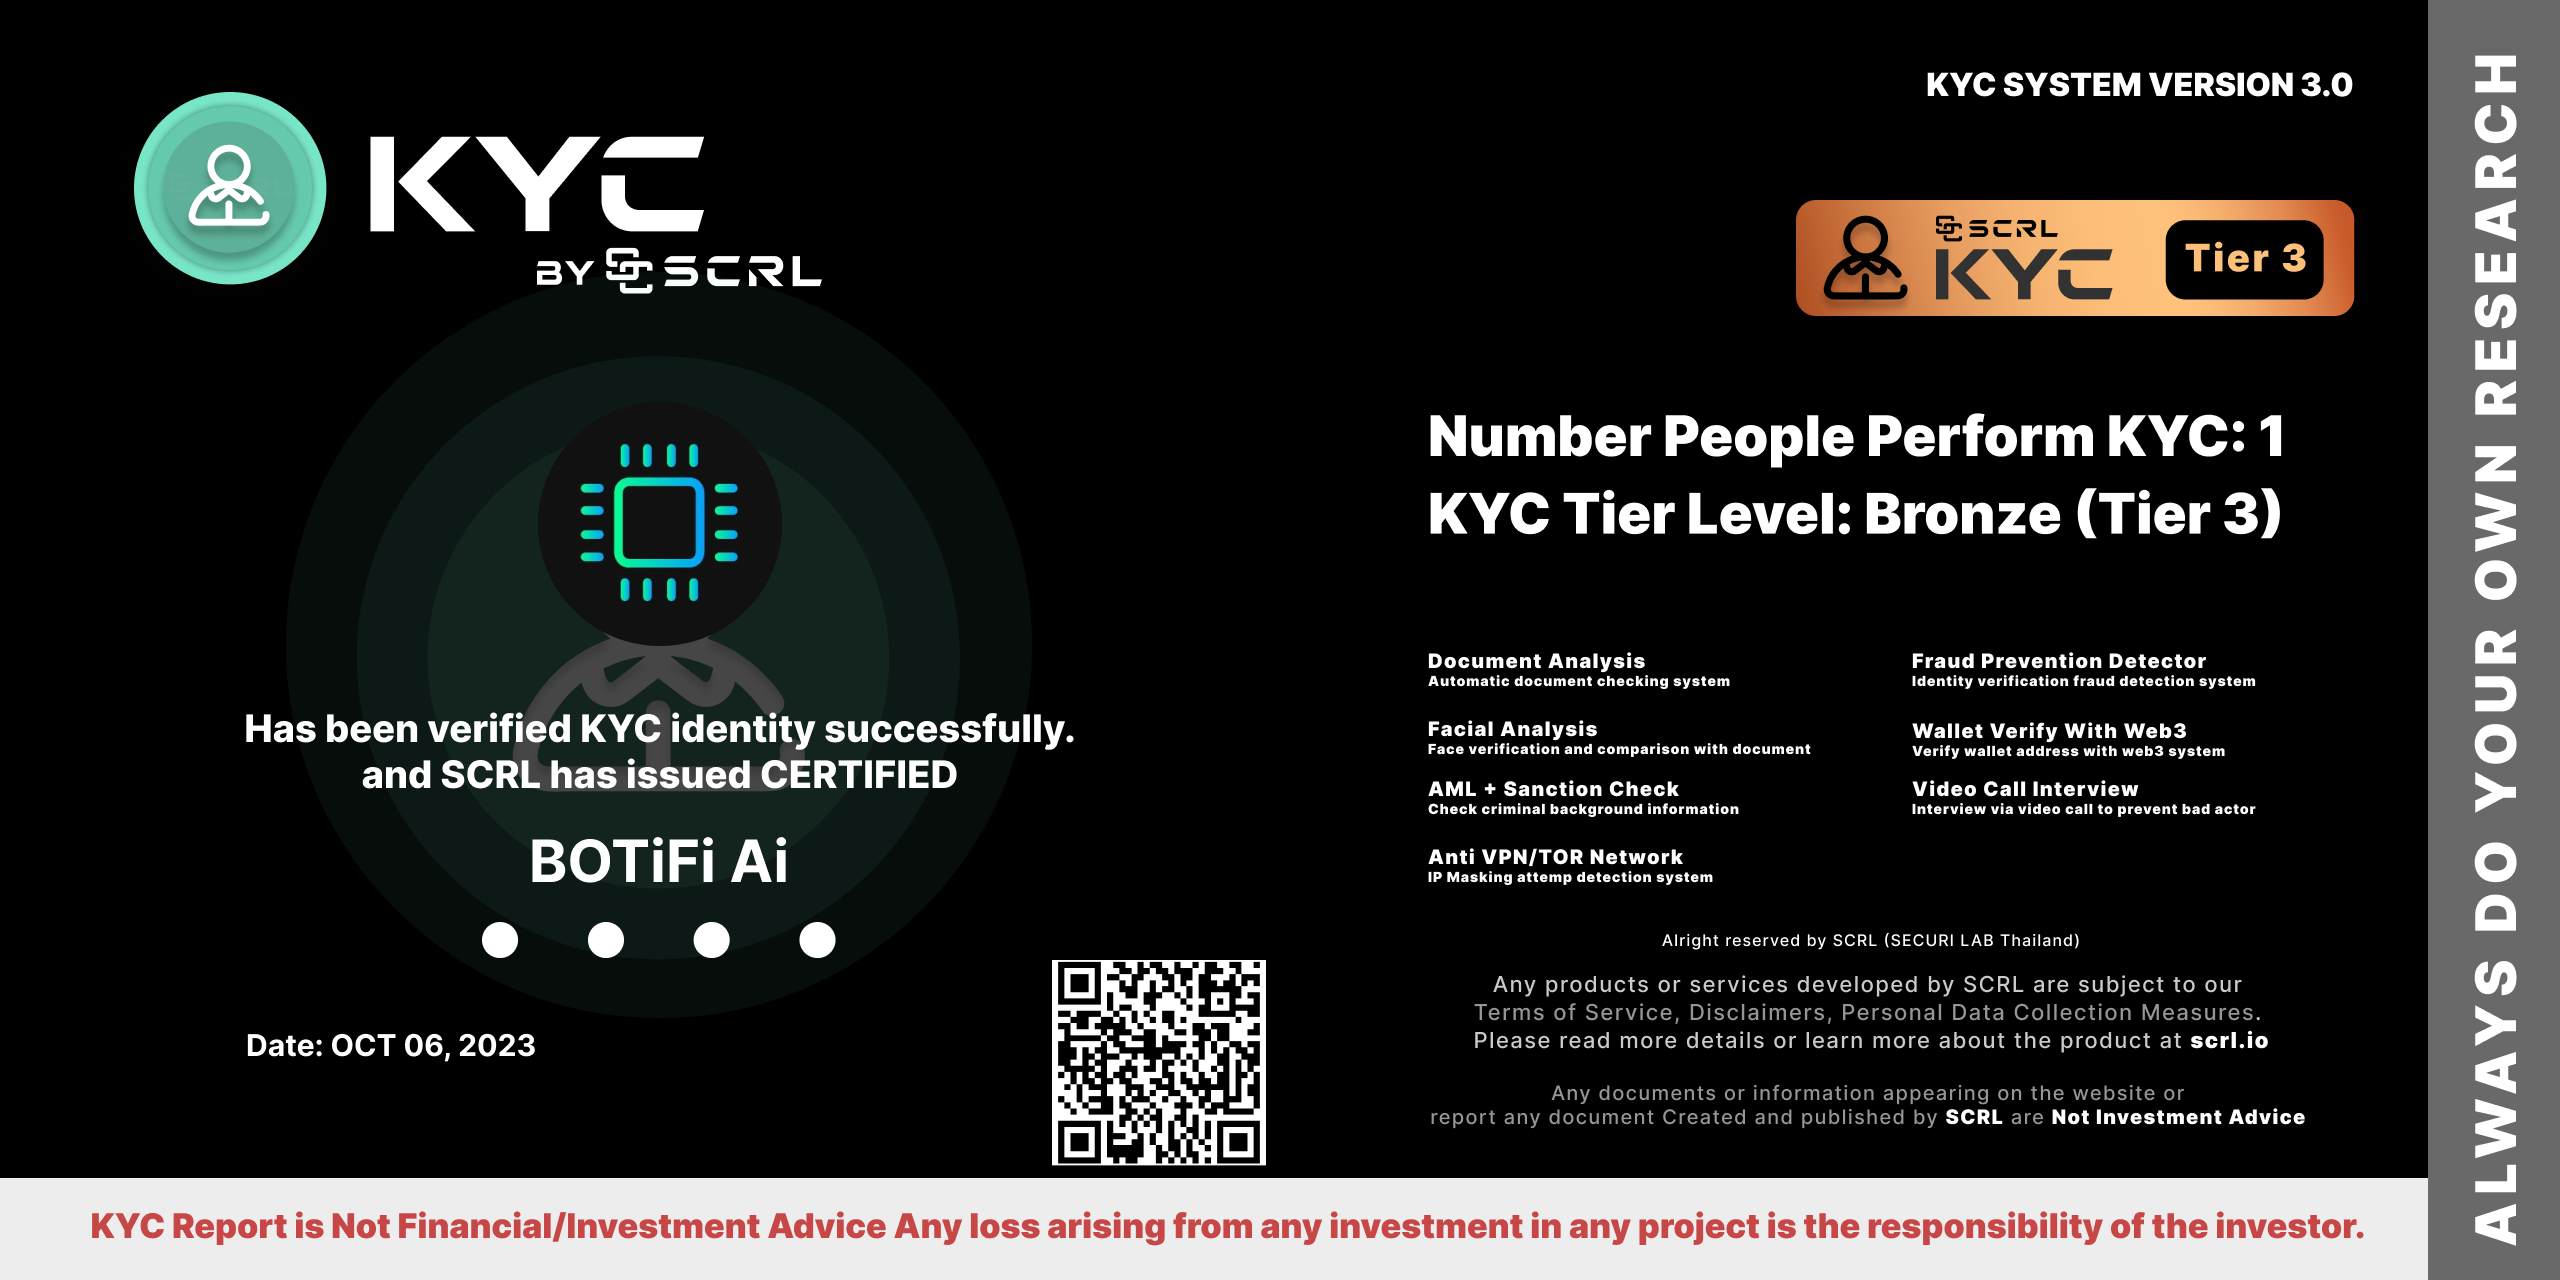 KYC SYSTEM VERSION 3.0
KYC
BY SCRL
SCRL
KYC
Tier 3
Number People Perform KYC: 1
KYC Tier Level: Bronze (Tier 3)
Has been verified KYC identity successfully.
and SCRL has issued CERTIFIED
BOTiFi Ai
Date: OCT 06, 2023
Document Analysis
Automatic document checking system
Facial Analysis
Face verification and comparison with document
AML + Sanction Check
Check criminal background information
Anti VPN/TOR Network
IP Masking attemp detection system
Fraud Prevention Detector
Identity verification fraud detection system
Wallet Verify With Web3
Verify wallet address with web3 system
Video Call Interview
Interview via video call to prevent bad actor
Alright reserved by SCRL (SECURI LAB Thailand)
Any products or services developed by SCRL are subject to our
Terms of Service, Disclaimers, Personal Data Collection Measures.
Please read more details or learn more about the product at scrl.io
Any documents or information appearing on the website or
report any document Created and published by SCRL are Not Investment Advice
KYC Report is Not Financial/Investment Advice Any loss arising from any investment in any project is the responsibility of the investor.
ALWAYS DO YOUR OWN RESEARCH